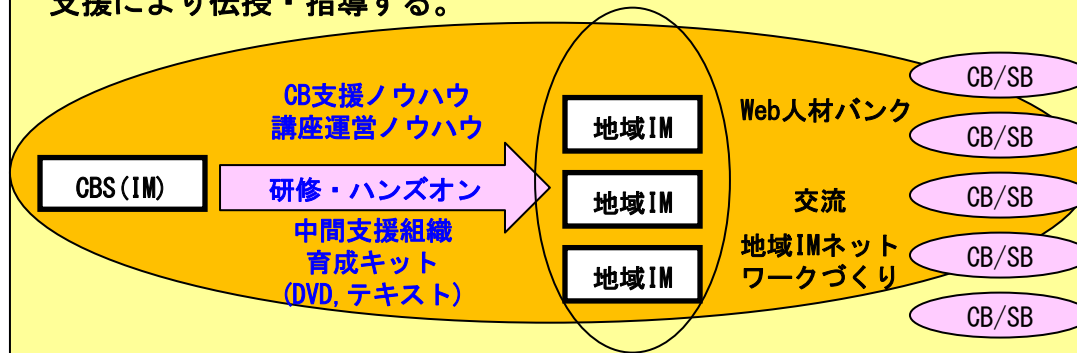 支援により伝授・指導する。
CB支援ノウハウ
講座運営ノウハウ
CBS(IM)
研修・ハンズオン
中間支援組織
育成キット
(DVD,テキスト)
地域IM
地域IM
地域IM
Web人材バンク
交流
地域IMネット
ワークづくり
CB/SB
CB/SB
CB/SB
CB/SB
CB/SB